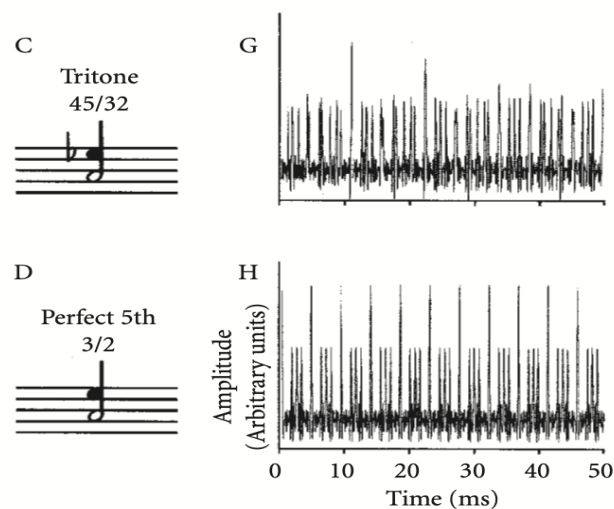 C
Tritone
45/32
G
D
Perfect 5th
3/2
H
Amplitude
(Arbitrary units)
0 10 20 30 40 50
Time (ms)